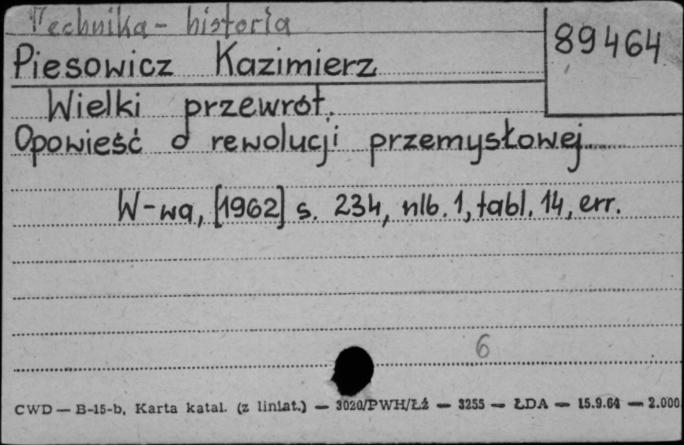 Technika - historia
89464
Piesowicz Kazimierz
Wielki przewrót.
Opowieść o rewolucji przemysłowej
W-wa, [1962] s. 234, nlb. 1, tabl. 14, err.
6
CWD — B-15-b, Karta katal. (z liniat.) — 3020/PWH/ŁŻ — 3255 — ŁDA — 15.9.64 — 2.000